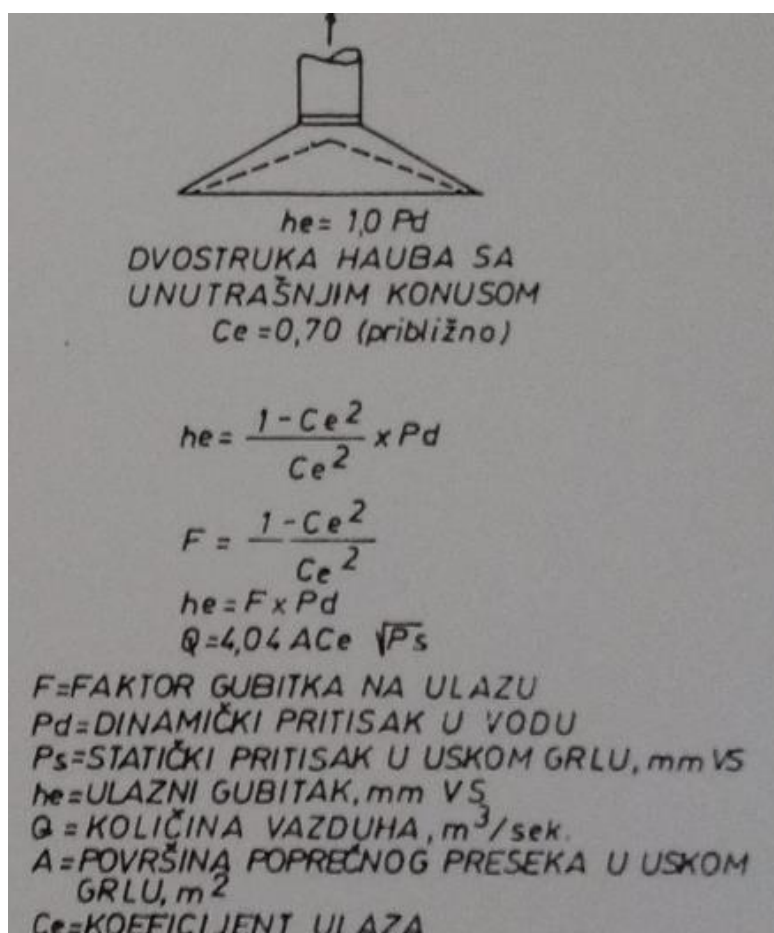 he= 1,0 Pd
DVOSTRUKA HAUBA SA
UNUTRAŠNJIM KONUSOM
Ce=0,70 (približno)
he= 1-Ce² / Ce² x Pd
F = 1-Ce² / Ce²
he=F x Pd
Q=4,04 ACe √Ps
F=FAKTOR GUBITKA NA ULAZU
Pd=DINAMIČKI PRITISAK U VODU
Ps=STATIČKI PRITISAK U USKOM GRLU, mm VS
he=ULAZNI GUBITAK, mm VS
Q = KOLIČINA VAZDUHA, m³/sek.
A=POVRŠINA POPREČNOG PRESEKA U USKOM
GRLU, m²
Ce=KOEFICIJENT ULAZA